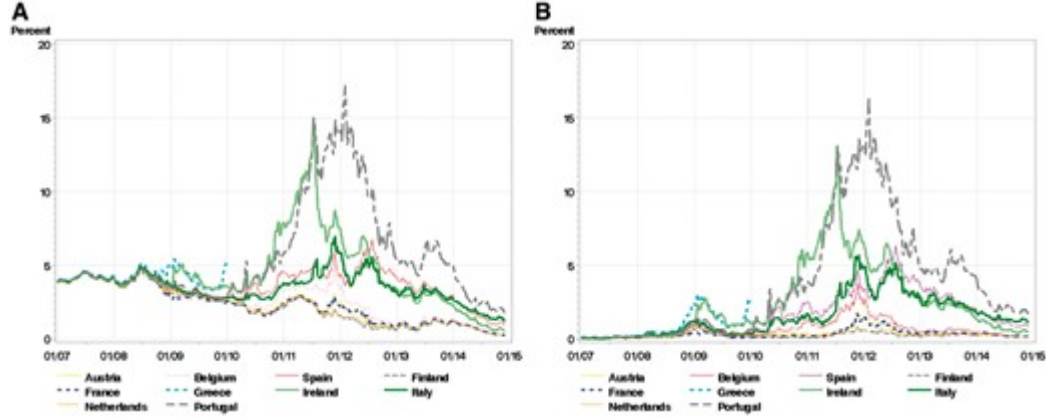 A
Percent
20
15
10
5
0
01/07 01/08 01/09 01/10 01/11 01/12 01/13 01/14 01/15
Austria Belgium Spain Finland
France Greece Ireland Italy
Netherlands Portugal
B
Percent
20
15
10
5
0
01/07 01/08 01/09 01/10 01/11 01/12 01/13 01/14 01/15
Austria Belgium Spain Finland
France Greece Ireland Italy
Netherlands Portugal